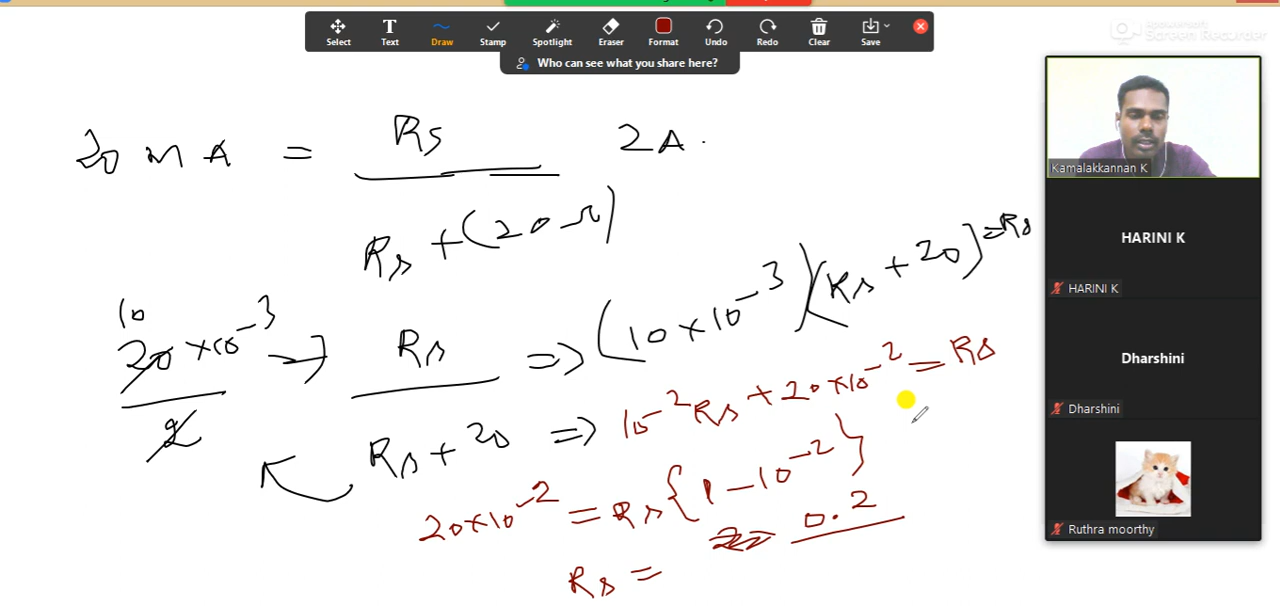 Select Text Draw Stamp Spotlight Eraser Format Undo Redo Clear Save
Who can see what you share here?
Screen Recorder
20 m A = Rs / Rs + (20 Ω) 2A.
20×10⁻³ / 2 → Rs / Rs + 20 ⇒ (10×10⁻³)(Rs + 20) = Rs
10
⇒ 10⁻² Rs + 20×10⁻² = Rs
20×10⁻² = Rs { 1 − 10⁻² }
Rs = 0.2
Kamalakkannan K
HARINI K
HARINI K
Dharshini
Dharshini
Ruthra moorthy